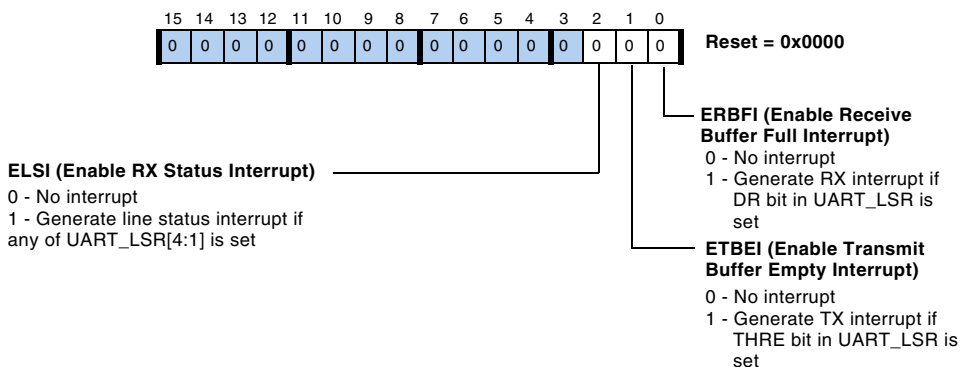 15 14 13 12 11 10 9 8 7 6 5 4 3 2 1 0
0 0 0 0 0 0 0 0 0 0 0 0 0 0 0 0
Reset = 0x0000
ERBFI (Enable Receive
Buffer Full Interrupt)
0 - No interrupt
1 - Generate RX interrupt if
DR bit in UART_LSR is
set
ELSI (Enable RX Status Interrupt)
0 - No interrupt
1 - Generate line status interrupt if
any of UART_LSR[4:1] is set
ETBEI (Enable Transmit
Buffer Empty Interrupt)
0 - No interrupt
1 - Generate TX interrupt if
THRE bit in UART_LSR is
set